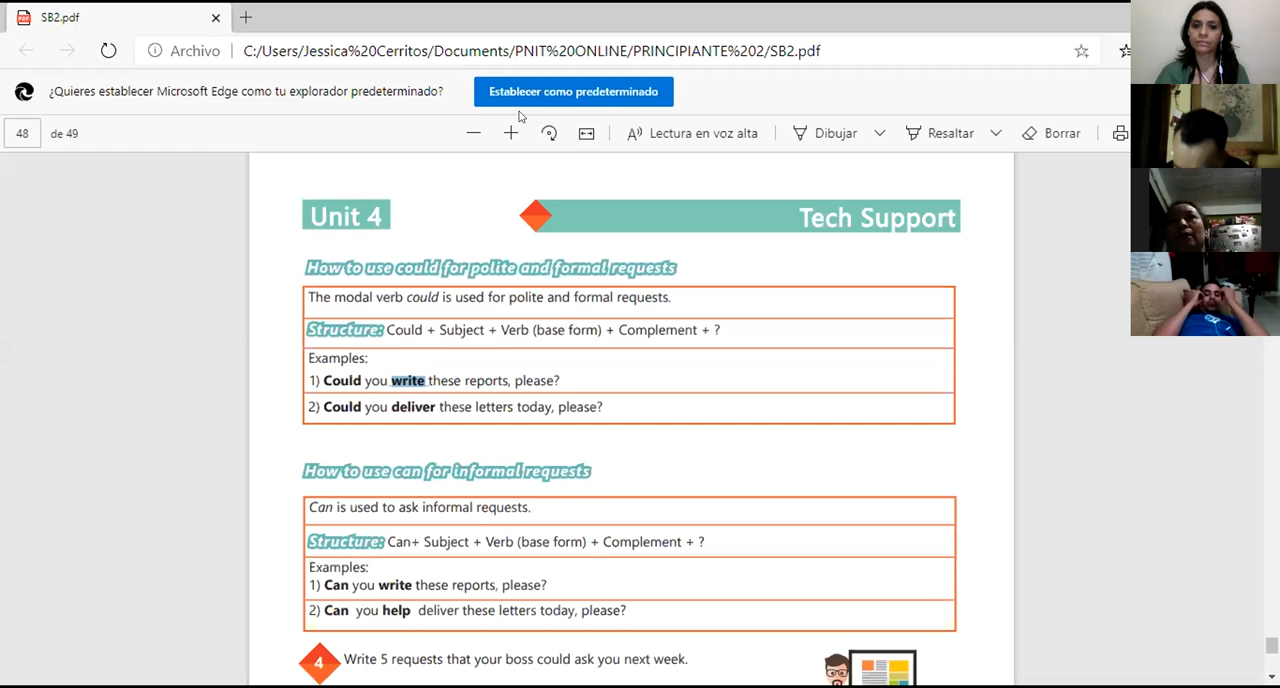 SB2.pdf
Archivo C:/Users/Jessica%20Cerritos/Documents/PNIT%20ONLINE/PRINCIPIANTE%202/SB2.pdf
¿Quieres establecer Microsoft Edge como tu explorador predeterminado? Establecer como predeterminado
48 de 49 Lectura en voz alta Dibujar Resaltar Borrar
Unit 4 Tech Support
How to use could for polite and formal requests
The modal verb could is used for polite and formal requests.
Structure: Could + Subject + Verb (base form) + Complement + ?
Examples:
1) Could you write these reports, please?
2) Could you deliver these letters today, please?
How to use can for informal requests
Can is used to ask informal requests.
Structure: Can+ Subject + Verb (base form) + Complement + ?
Examples:
1) Can you write these reports, please?
2) Can you help deliver these letters today, please?
4 Write 5 requests that your boss could ask you next week.